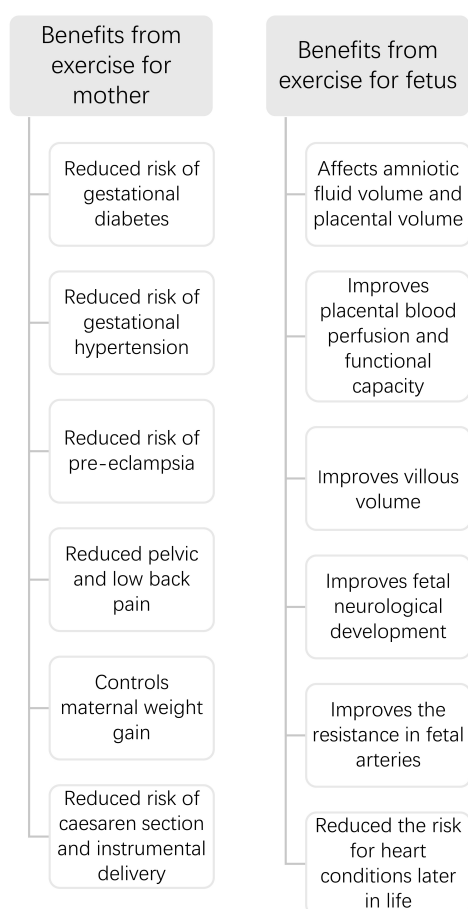 Benefits from
exercise for
mother
Reduced risk of
gestational
diabetes
Reduced risk of
gestational
hypertension
Reduced risk of
pre-eclampsia
Reduced pelvic
and low back
pain
Controls
maternal weight
gain
Reduced risk of
caesaren section
and instrumental
delivery
Benefits from
exercise for fetus
Affects amniotic
fluid volume and
placental volume
Improves
placental blood
perfusion and
functional
capacity
Improves villous
volume
Improves fetal
neurological
development
Improves the
resistance in fetal
arteries
Reduced the risk
for heart
conditions later
in life